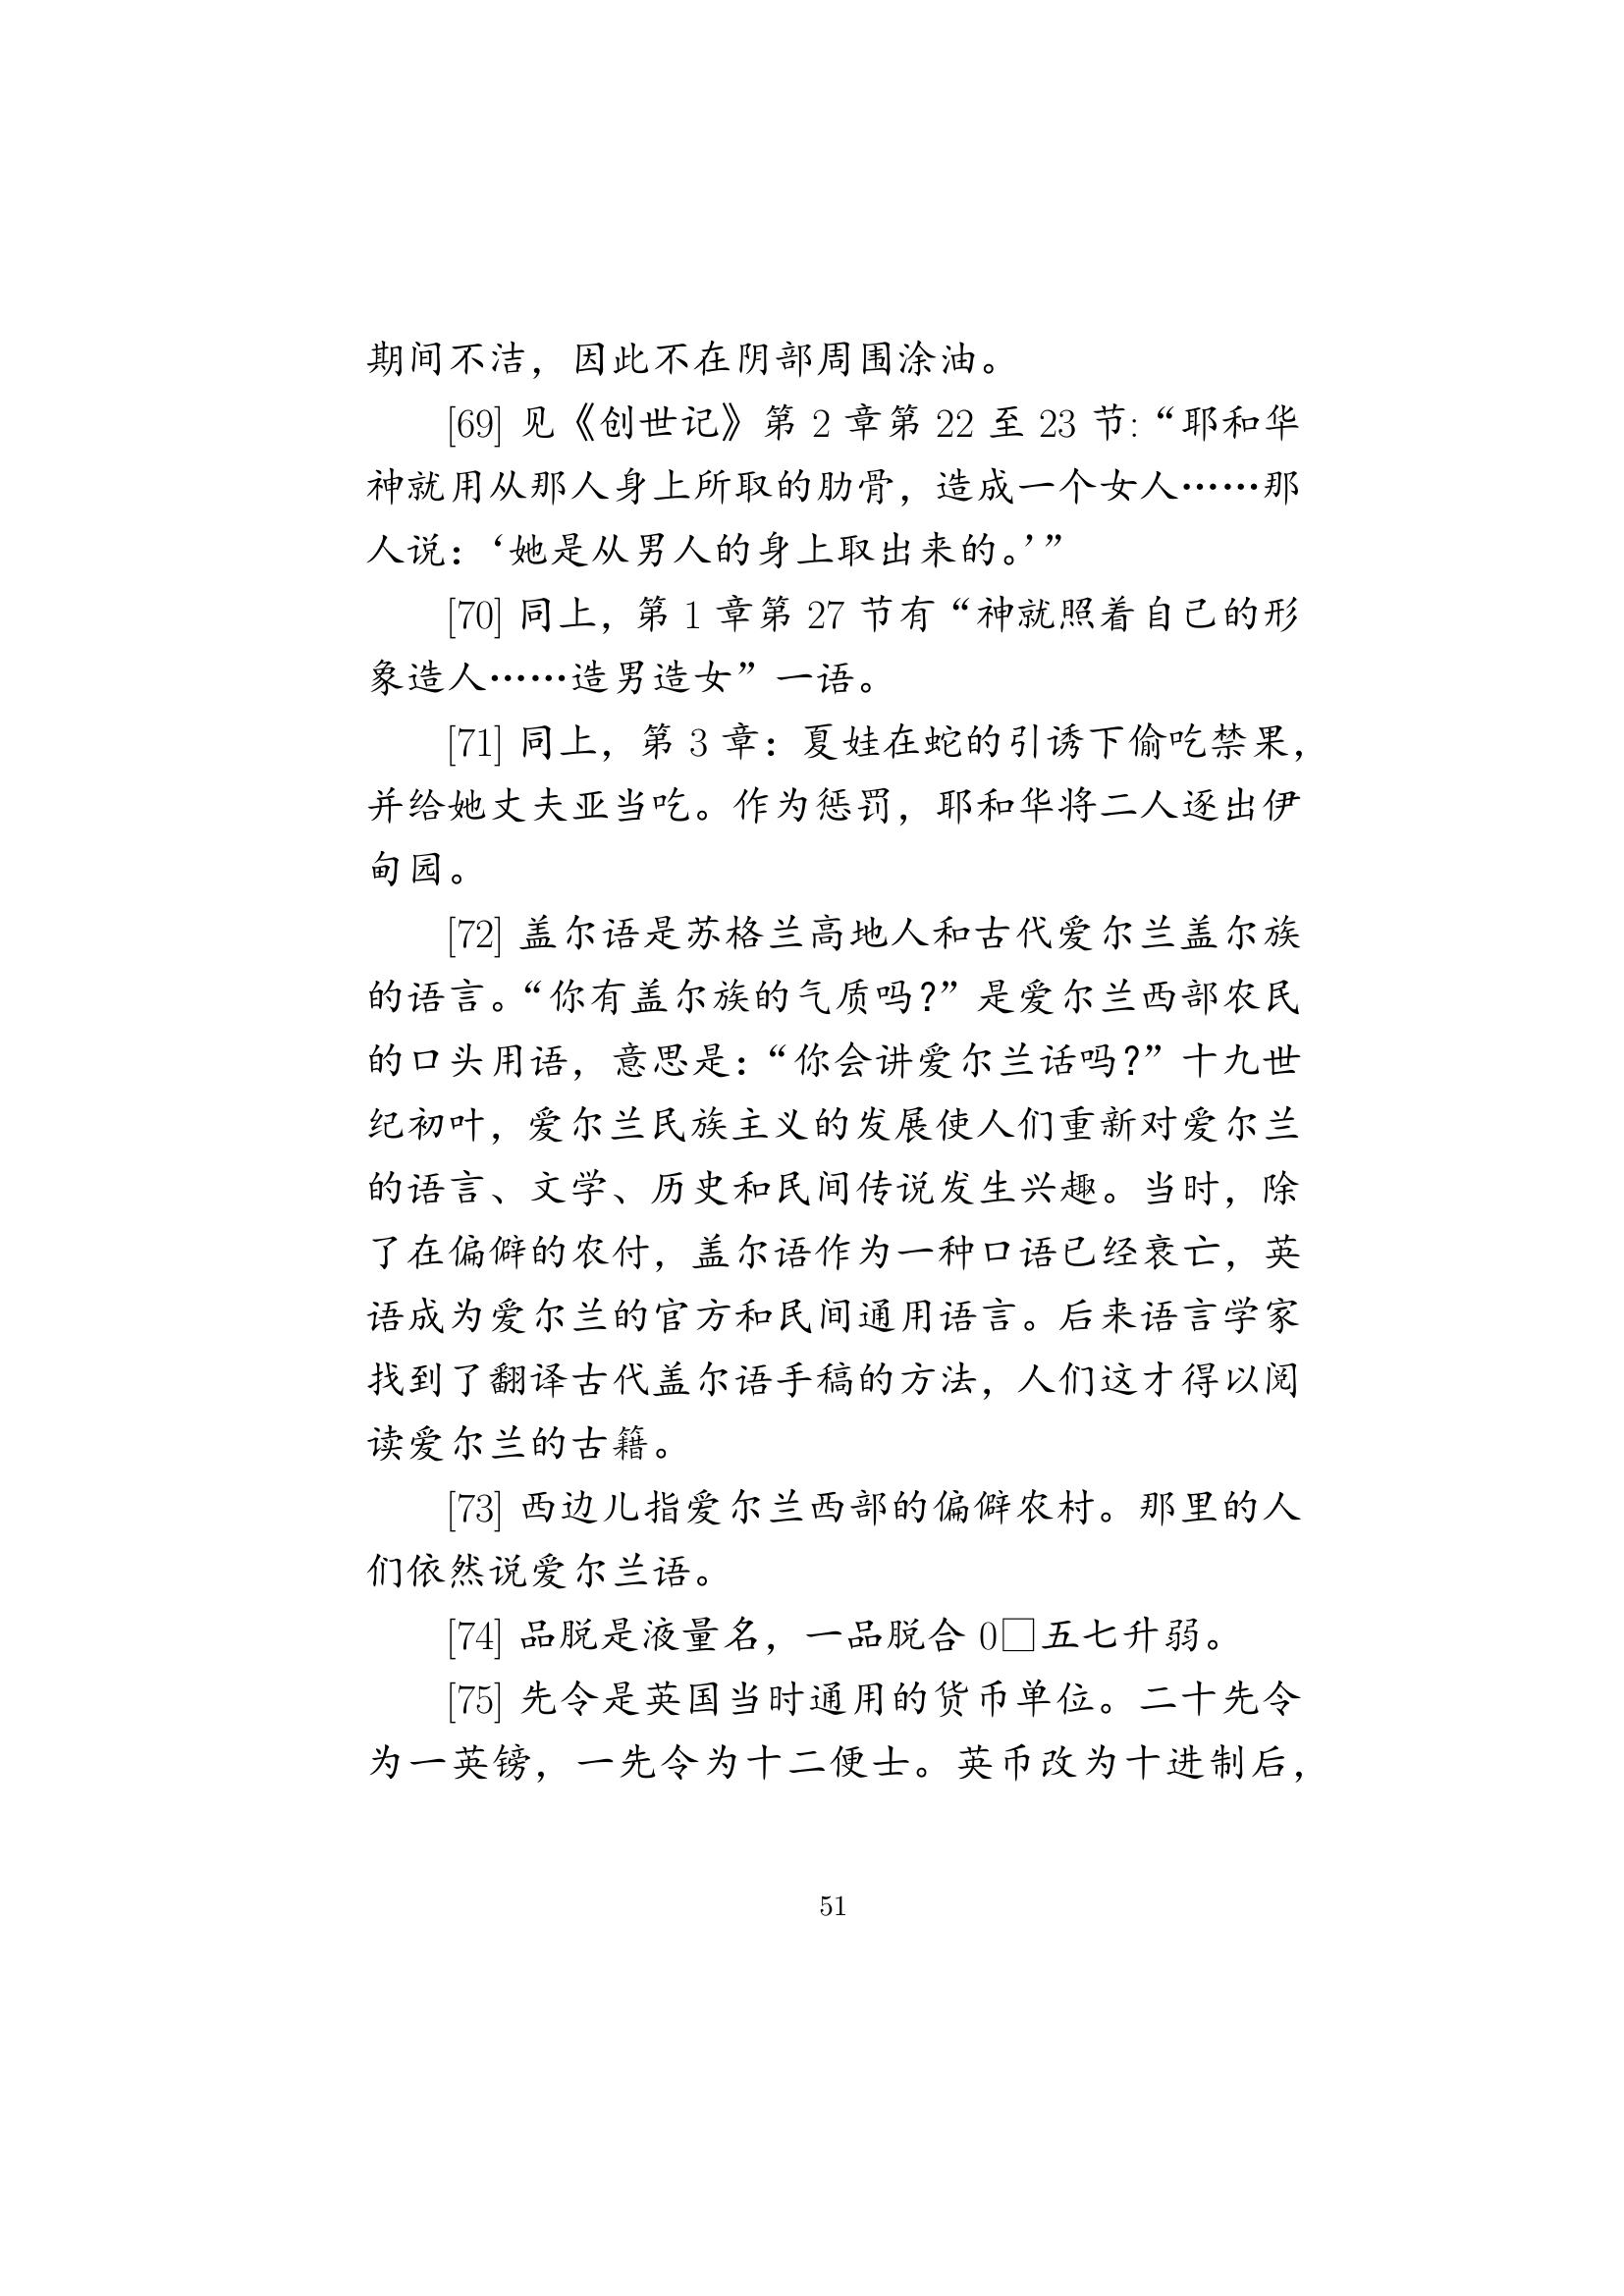 期间不洁，因此不在阴部周围涂油。
[69] 见《创世记》第 2 章第 22 至 23 节:“耶和华
神就用从那人身上所取的肋骨，造成一个女人……那
人说：‘她是从男人的身上取出来的。’”
[70] 同上，第 1 章第 27 节有“神就照着自己的形
象造人……造男造女”一语。
[71] 同上，第 3 章：夏娃在蛇的引诱下偷吃禁果，
并给她丈夫亚当吃。作为惩罚，耶和华将二人逐出伊
甸园。
[72] 盖尔语是苏格兰高地人和古代爱尔兰盖尔族
的语言。“你有盖尔族的气质吗？”是爱尔兰西部农民
的口头用语，意思是：“你会讲爱尔兰话吗？”十九世
纪初叶，爱尔兰民族主义的发展使人们重新对爱尔兰
的语言、文学、历史和民间传说发生兴趣。当时，除
了在偏僻的农付，盖尔语作为一种口语已经衰亡，英
语成为爱尔兰的官方和民间通用语言。后来语言学家
找到了翻译古代盖尔语手稿的方法，人们这才得以阅
读爱尔兰的古籍。
[73] 西边儿指爱尔兰西部的偏僻农村。那里的人
们依然说爱尔兰语。
[74] 品脱是液量名，一品脱合 0□五七升弱。
[75] 先令是英国当时通用的货币单位。二十先令
为一英镑，一先令为十二便士。英币改为十进制后，
51